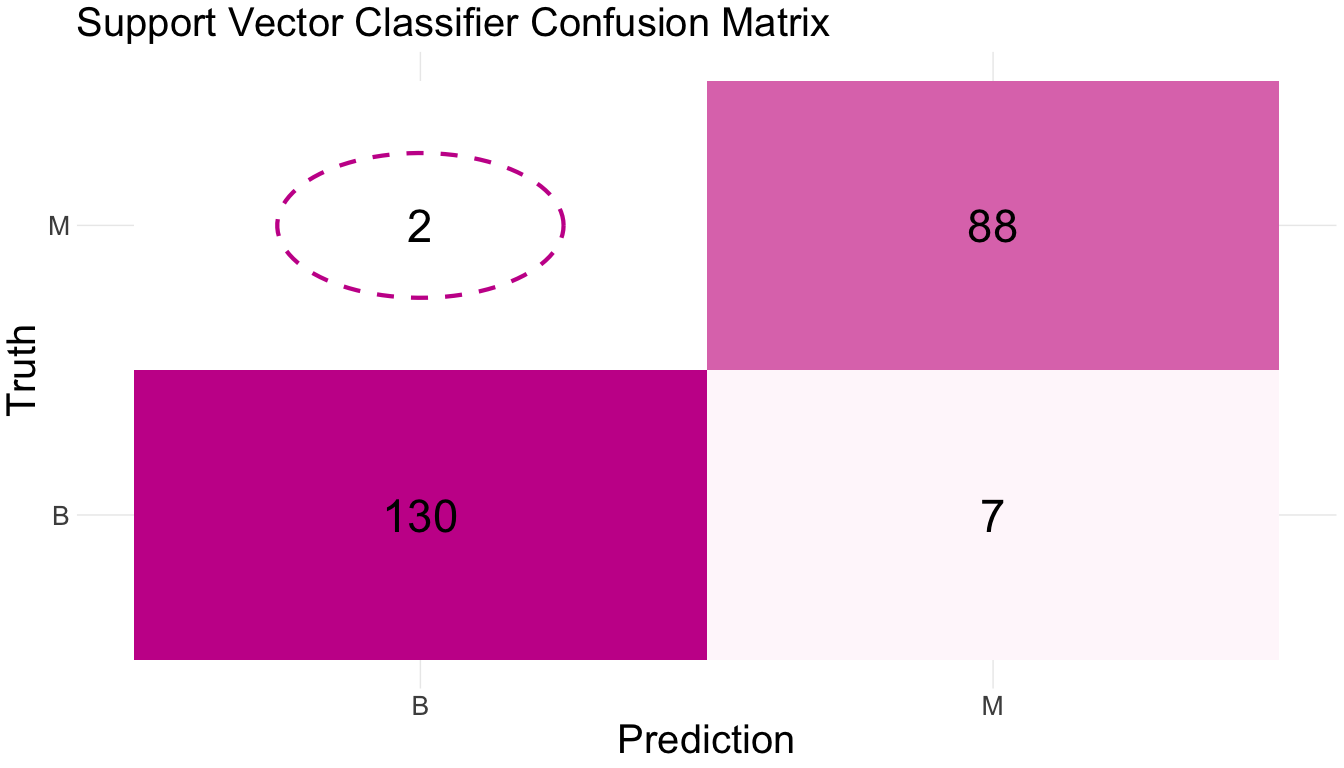 Support Vector Classifier Confusion Matrix
M
2
88
Truth
B
130
7
B
M
Prediction